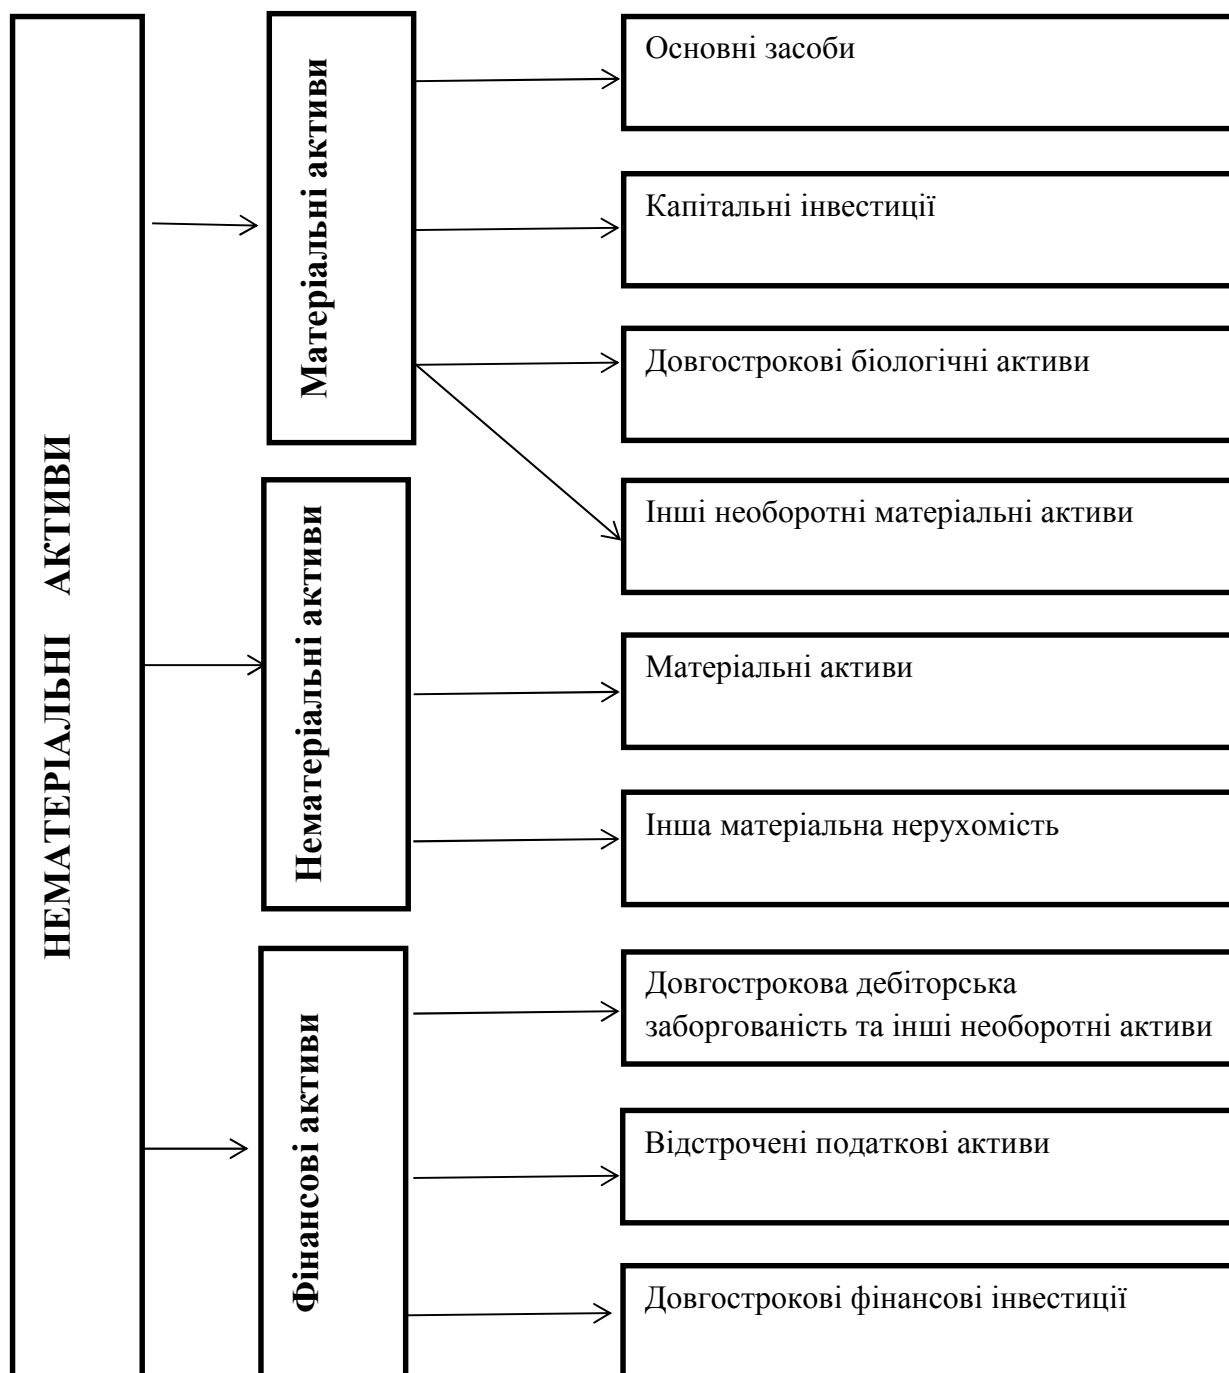 НЕМАТЕРІАЛЬНІ АКТИВИ
Матеріальні активи
Основні засоби
Капітальні інвестиції
Довгострокові біологічні активи
Інші необоротні матеріальні активи
Нематеріальні активи
Матеріальні активи
Інша матеріальна нерухомість
Фінансові активи
Довгострокова дебіторська
заборгованість та інші необоротні активи
Відстрочені податкові активи
Довгострокові фінансові інвестиції